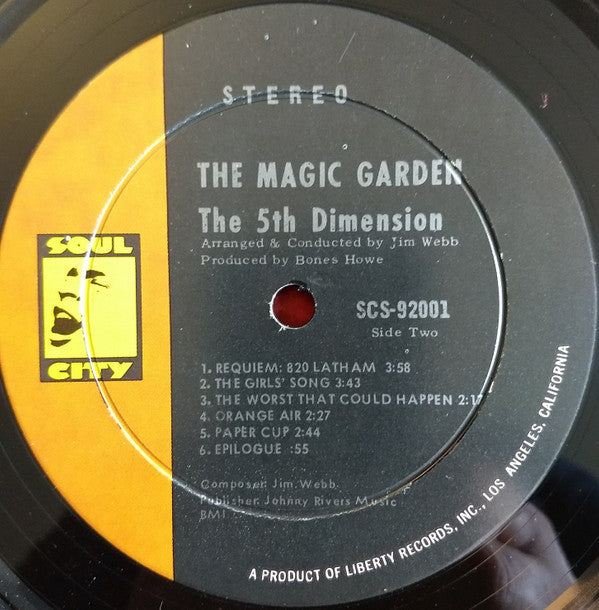 STEREO
THE MAGIC GARDEN
The 5th Dimension
Arranged & Conducted by Jim Webb
Produced by Bones Howe
SOUL
CITY
SCS-92001
Side Two
1. REQUIEM: 820 LATHAM 3:58
2. THE GIRLS' SONG 3:43
3. THE WORST THAT COULD HAPPEN 2:17
4. ORANGE AIR 2:27
5. PAPER CUP 2:44
6. EPILOGUE :55
Composer: Jim Webb
Publisher: Johnny Rivers Music
BMI
A PRODUCT OF LIBERTY RECORDS, INC., LOS ANGELES, CALIFORNIA